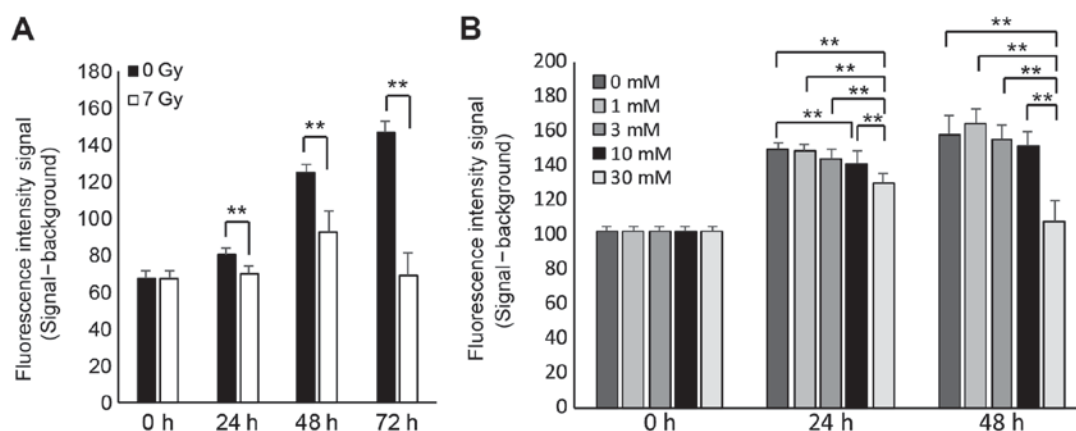 A
Fluorescence intensity signal
(Signal−background)
180
160
140
120
100
80
60
40
20
0
0 Gy
7 Gy
**
**
**
0 h
24 h
48 h
72 h
B
Fluorescence intensity signal
(Signal−background)
200
180
160
140
120
100
80
60
40
20
0
0 mM
1 mM
3 mM
10 mM
30 mM
**
**
**
**
**
**
**
**
**
0 h
24 h
48 h